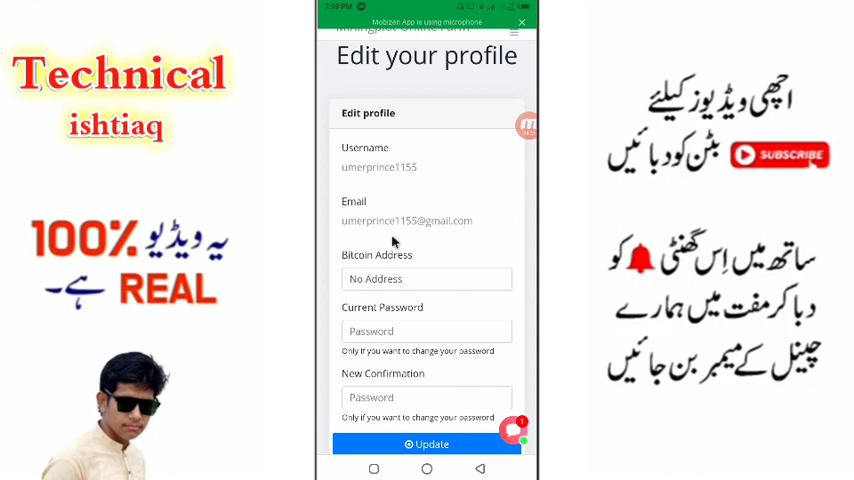 Technical
ishtiaq
100% یہ ویڈیو
REAL ہے۔
7:59 PM
Mobizen App is using microphone
Edit your profile
Edit profile
Username
umerprince1155
Email
umerprince1155@gmail.com
Bitcoin Address
No Address
Current Password
Password
Only if you want to change your password
New Confirmation
Password
Only if you want to change your password
1
Update
اچھی ویڈیوز کیلئے
SUBSCRIBE بٹن کو دبائیں
ساتھ میں اِس گھنٹی کو
دبا کر مفت میں ہمارے
چینل کے میمبر بن جائیں